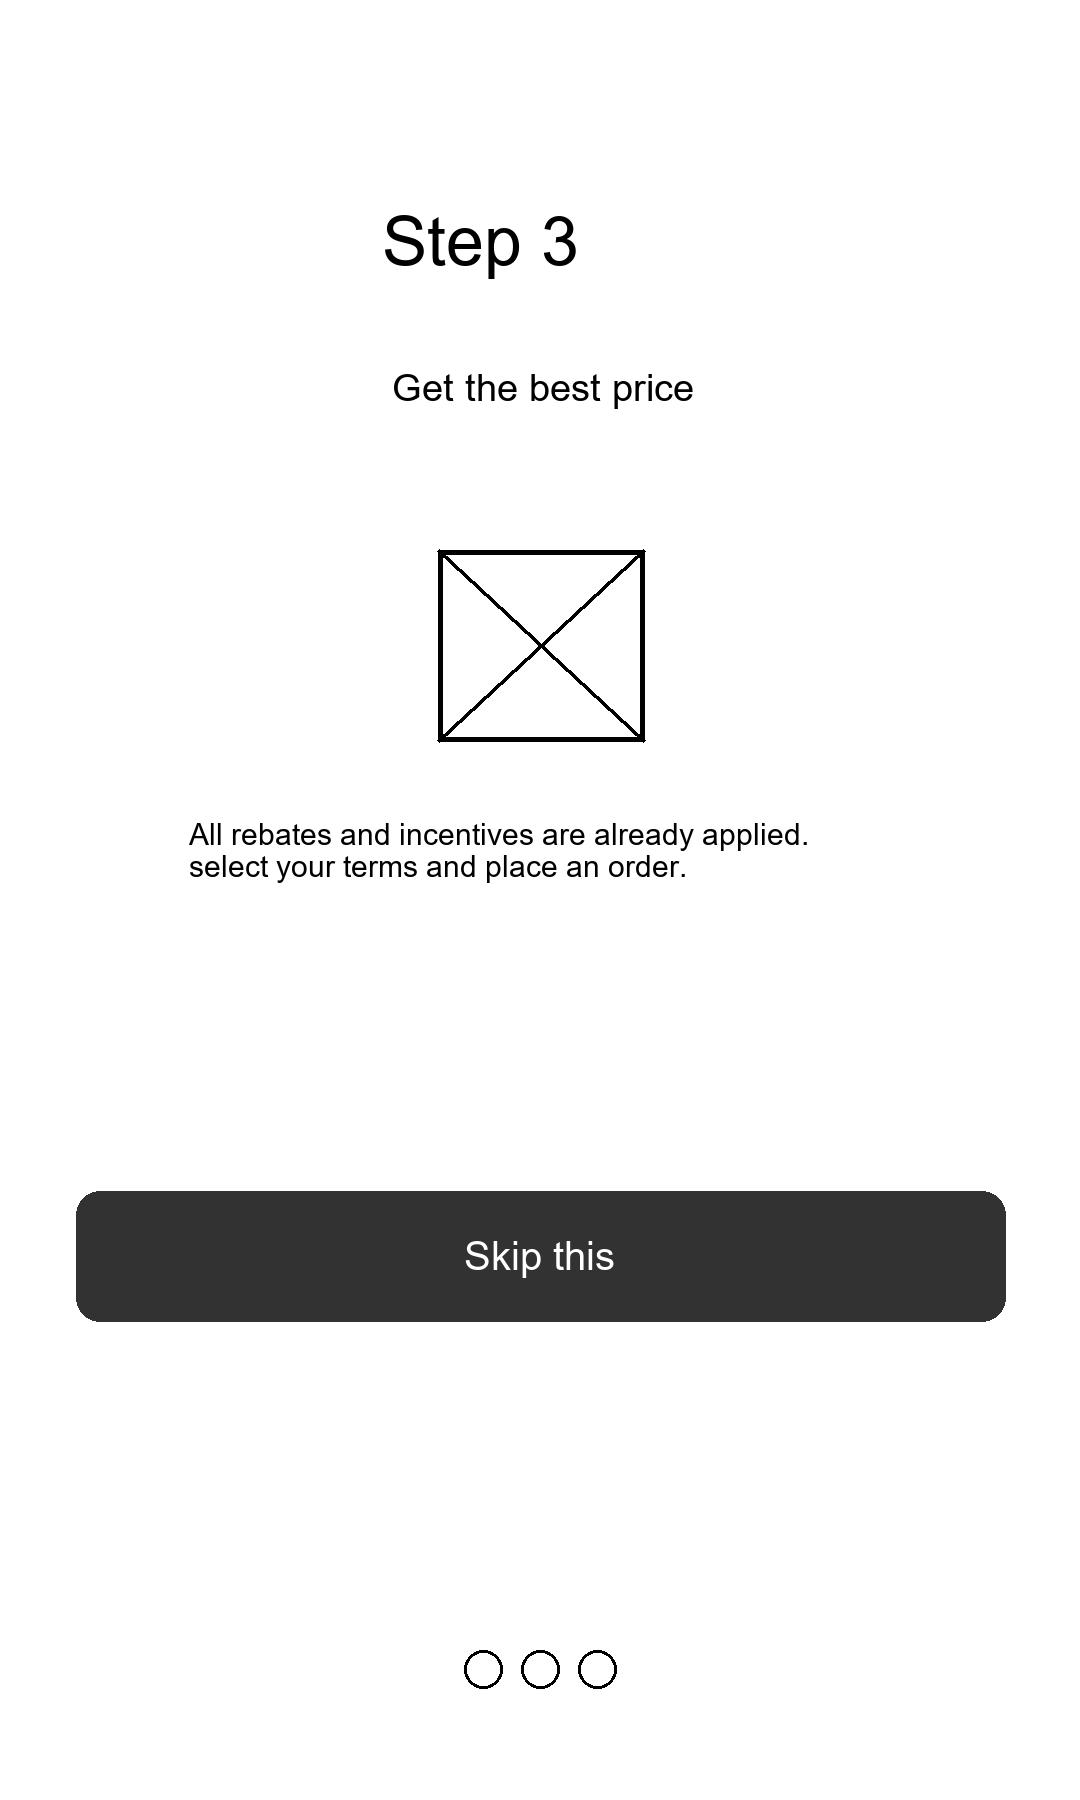 Step 3
Get the best price
All rebates and incentives are already applied.
select your terms and place an order.
Skip this